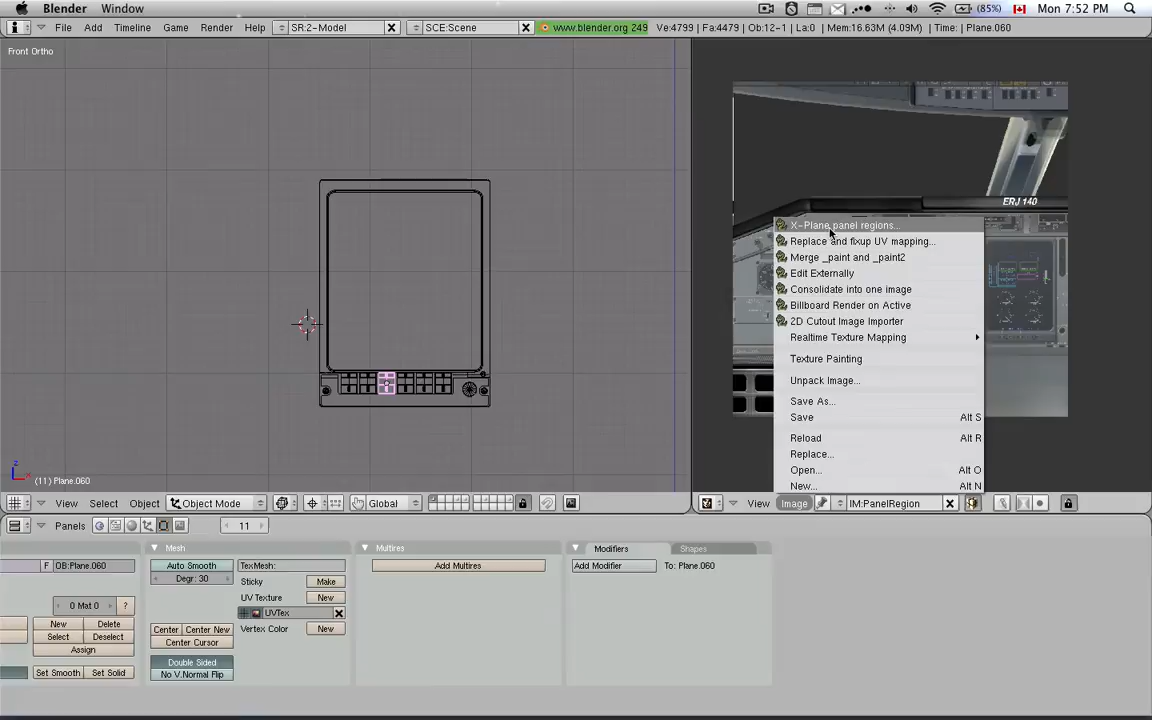 Blender Window (85%) Mon 7:52 PM
File Add Timeline Game Render Help SR:2-Model SCE:Scene www.blender.org 249 Ve:4799 | Fa:4479 | Ob:12-1 | La:0 | Mem:16.63M (4.09M) | Time: | Plane.060
Front Ortho
ERJ 140
X-Plane panel regions...
Replace and fixup UV mapping...
Merge _paint and _paint2
Edit Externally
Consolidate into one image
Billboard Render on Active
2D Cutout Image Importer
Realtime Texture Mapping
Texture Painting
Unpack Image...
Save As...
Save Alt S
Reload Alt R
Replace...
Open... Alt O
New... Alt N
z
x
(11) Plane.060
View Select Object Object Mode Global View Image IM:PanelRegion
Panels 11
Mesh Multires Modifiers Shapes
F OB:Plane.060 Auto Smooth TexMesh: Add Multires Add Modifier To: Plane.060
Degr: 30 Sticky Make
UV Texture New
0 Mat 0 ? UVTex
New Delete Center Center New Vertex Color New
Select Deselect Center Cursor
Assign
Double Sided
Set Smooth Set Solid No V.Normal Flip